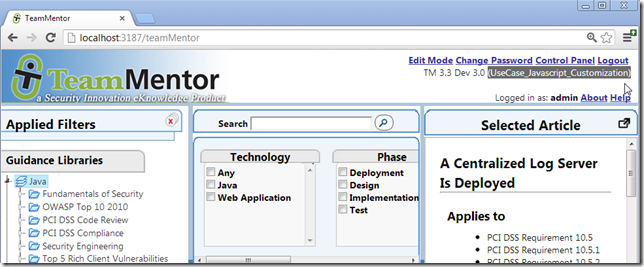 TeamMentor
localhost:3187/teamMentor
Edit Mode Change Password Control Panel Logout
TM 3.3 Dev 3.0 [UseCase_Javascript_Customization]
TeamMentor
a Security Innovation eKnowledge Product
Logged in as: admin About Help
Applied Filters
Search
Selected Article
Guidance Libraries
Java
Fundamentals of Security
OWASP Top 10 2010
PCI DSS Code Review
PCI DSS Compliance
Security Engineering
Top 5 Rich Client Vulnerabilities
Technology
Any
Java
Web Application
Phase
Deployment
Design
Implementation
Test
A Centralized Log Server
Is Deployed
Applies to
PCI DSS Requirement 10.5
PCI DSS Requirement 10.5.1
PCI DSS Requirement 10.5.2